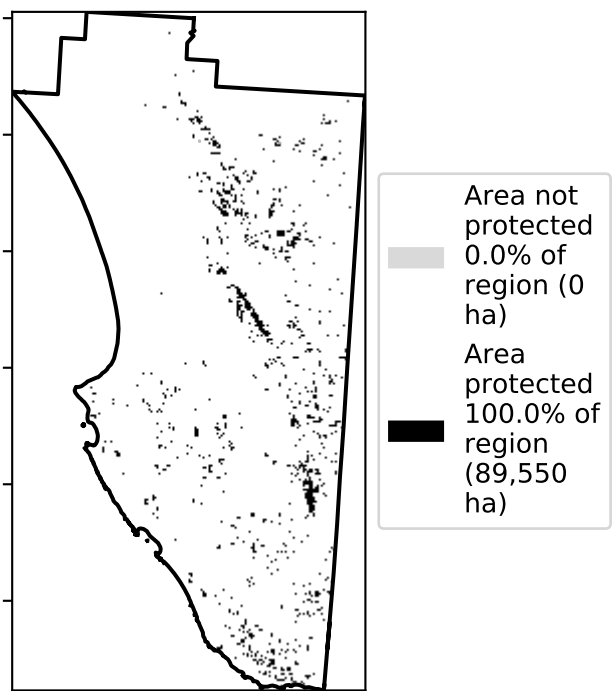 Area not
protected
0.0% of
region (0
ha)
Area
protected
100.0% of
region
(89,550
ha)